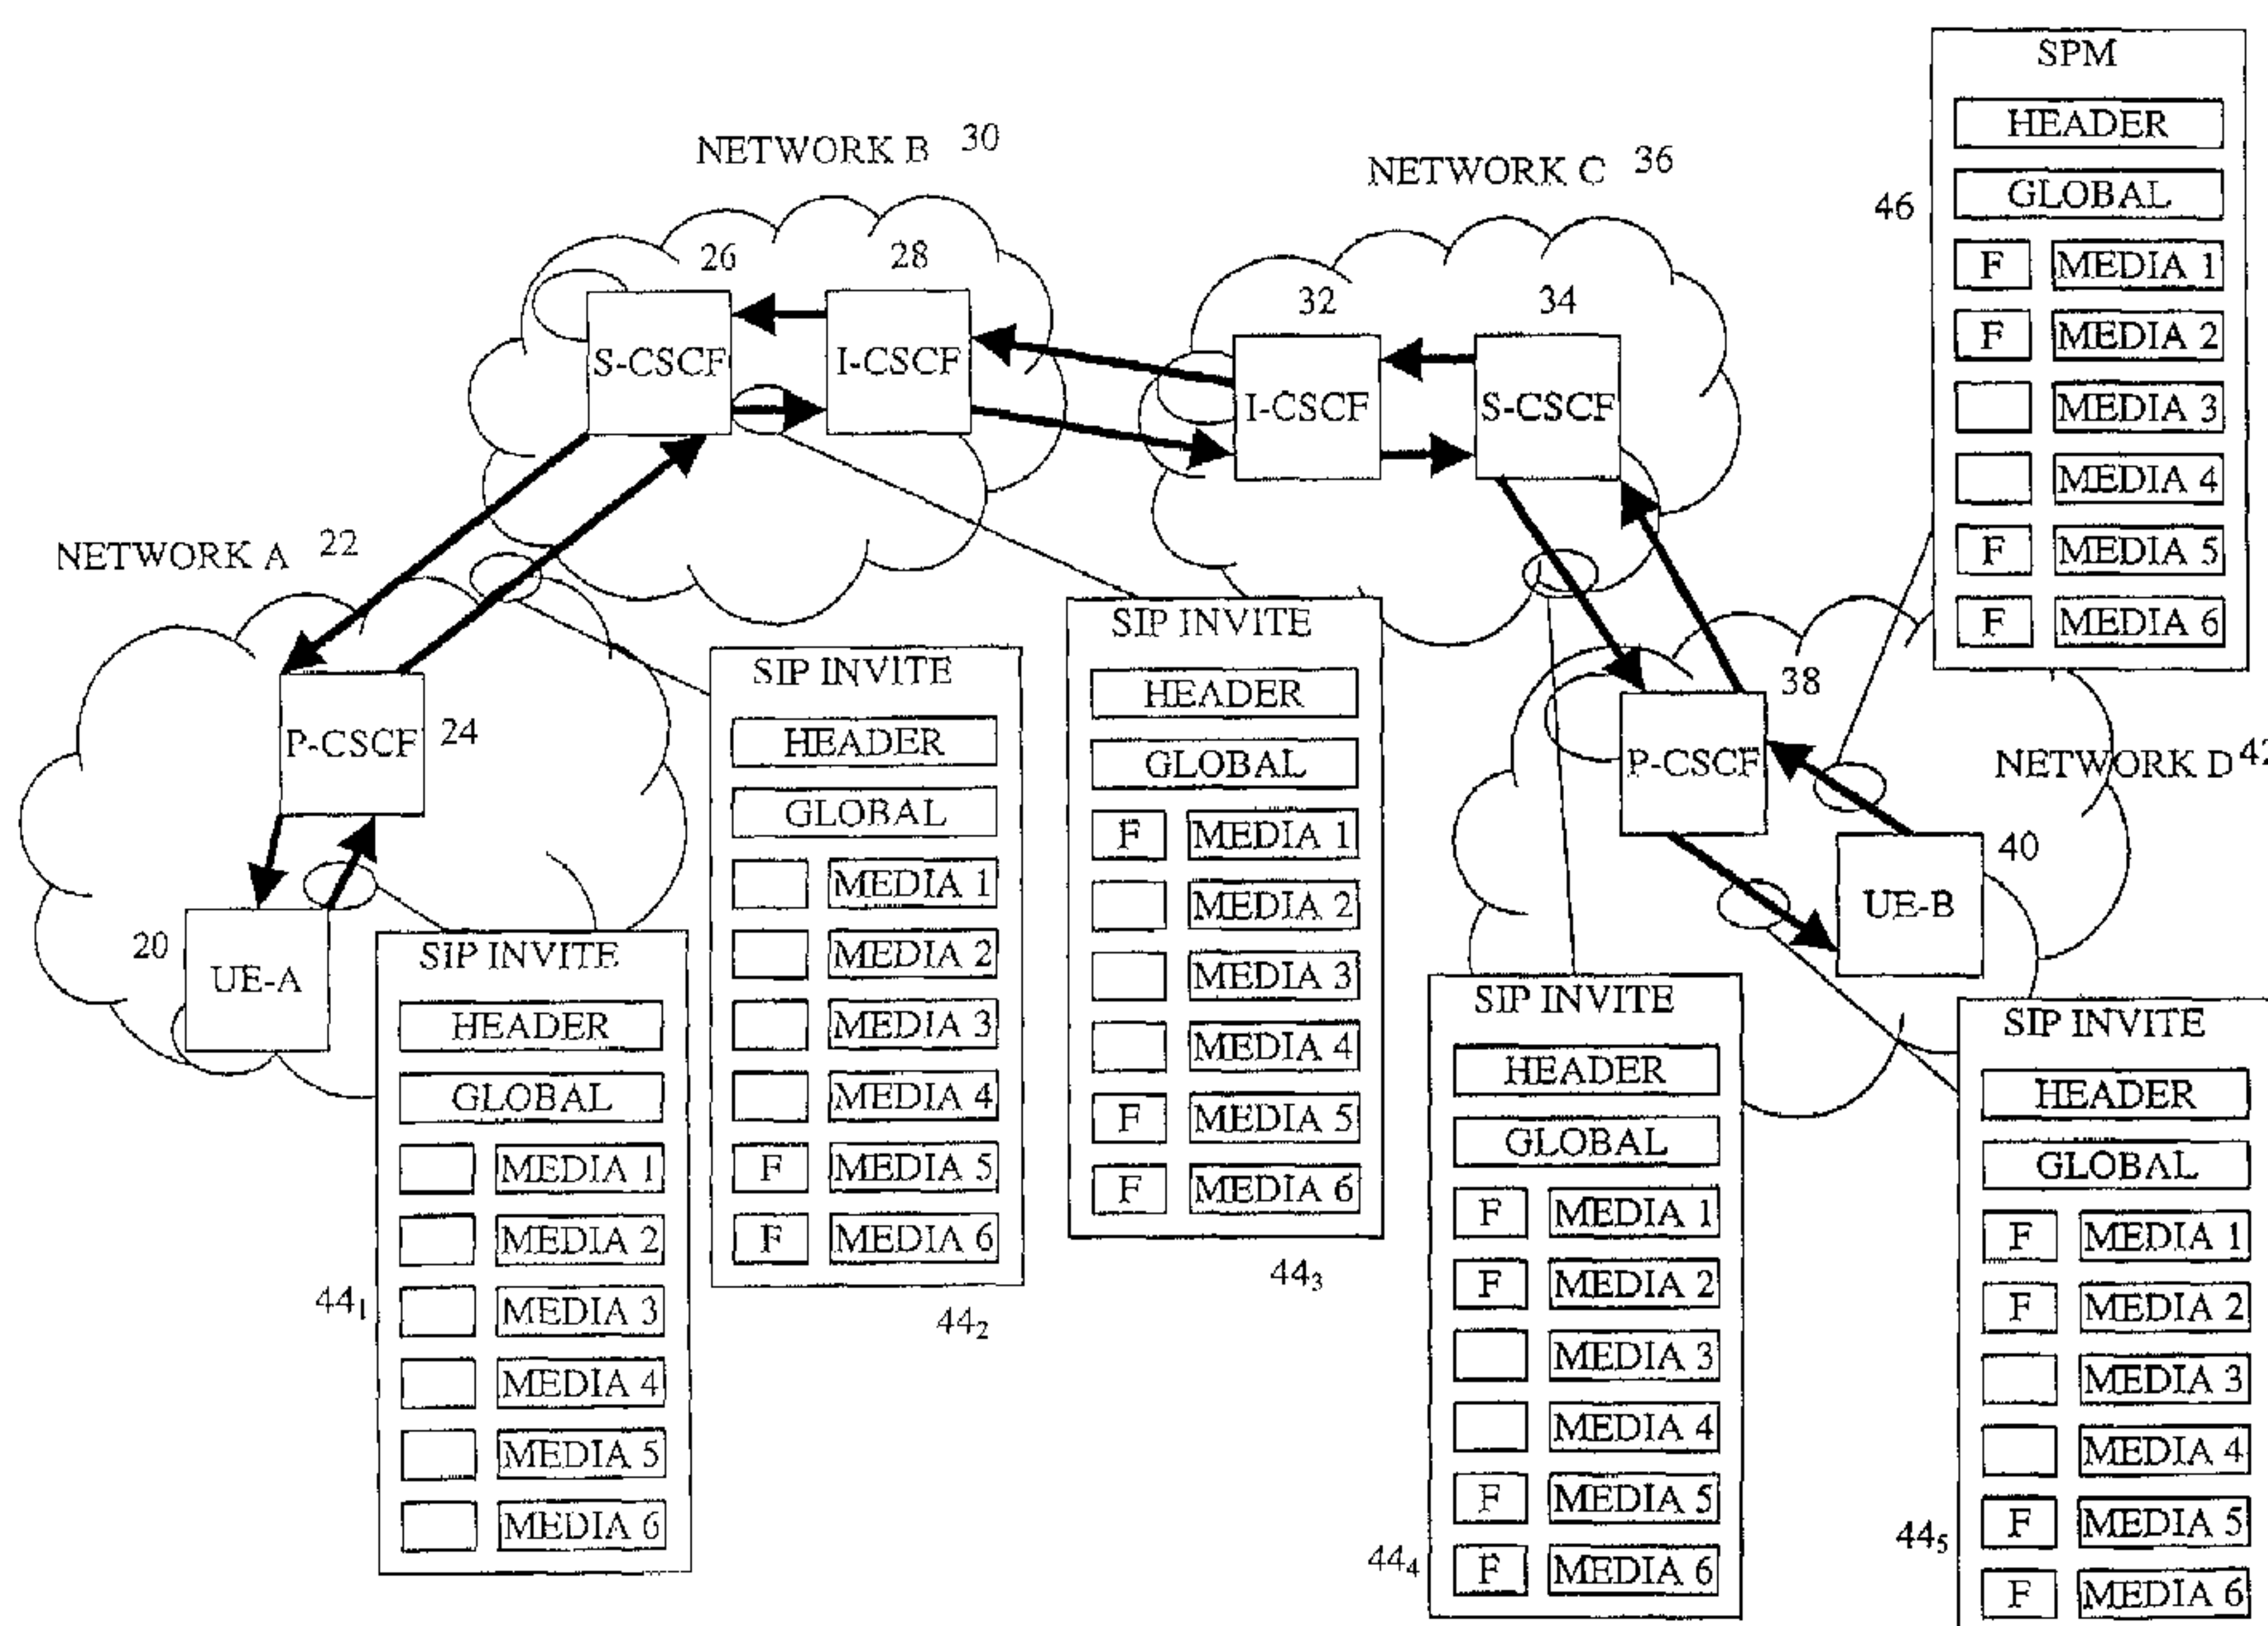 NETWORK A 22
P-CSCF 24
20 UE-A
NETWORK B 30
26
S-CSCF
28
I-CSCF
NETWORK C 36
32
I-CSCF
34
S-CSCF
NETWORK D 42
38
P-CSCF
40
UE-B
SIP INVITE
HEADER
GLOBAL
MEDIA 1
MEDIA 2
MEDIA 3
MEDIA 4
MEDIA 5
MEDIA 6
44₁
SIP INVITE
HEADER
GLOBAL
MEDIA 1
MEDIA 2
MEDIA 3
MEDIA 4
F MEDIA 5
F MEDIA 6
44₂
SIP INVITE
HEADER
GLOBAL
F MEDIA 1
MEDIA 2
MEDIA 3
MEDIA 4
F MEDIA 5
F MEDIA 6
44₃
SIP INVITE
HEADER
GLOBAL
F MEDIA 1
F MEDIA 2
MEDIA 3
MEDIA 4
F MEDIA 5
F MEDIA 6
44₄
SIP INVITE
HEADER
GLOBAL
F MEDIA 1
F MEDIA 2
MEDIA 3
MEDIA 4
F MEDIA 5
F MEDIA 6
44₅
SPM
HEADER
GLOBAL
F MEDIA 1
F MEDIA 2
MEDIA 3
MEDIA 4
F MEDIA 5
F MEDIA 6
46